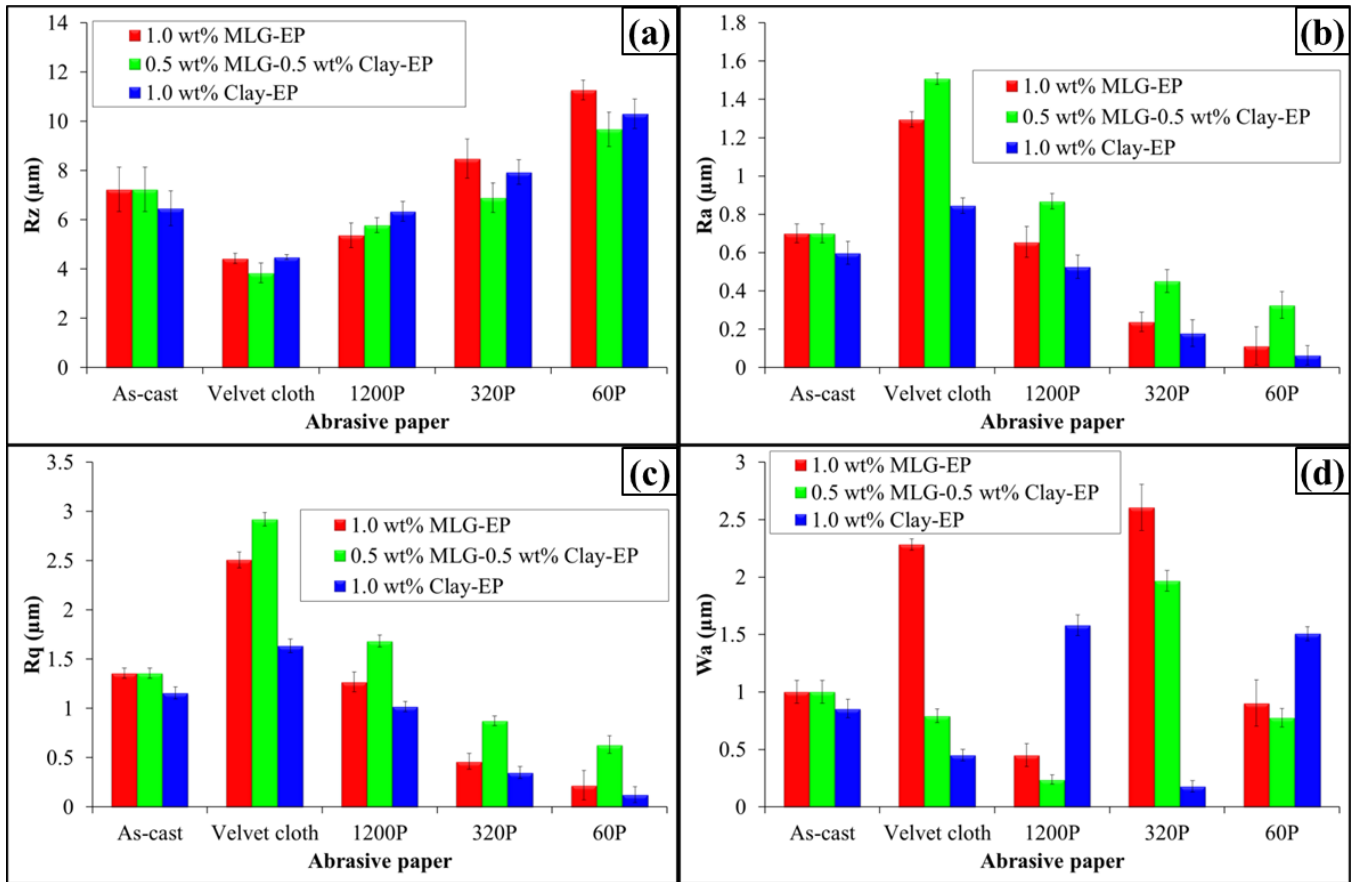 (a)
1.0 wt% MLG-EP
0.5 wt% MLG-0.5 wt% Clay-EP
1.0 wt% Clay-EP
Rz (µm)
14
12
10
8
6
4
2
0
As-cast Velvet cloth 1200P 320P 60P
Abrasive paper
(b)
1.0 wt% MLG-EP
0.5 wt% MLG-0.5 wt% Clay-EP
1.0 wt% Clay-EP
Ra (µm)
1.8
1.6
1.4
1.2
1
0.8
0.6
0.4
0.2
0
As-cast Velvet cloth 1200P 320P 60P
Abrasive paper
(c)
1.0 wt% MLG-EP
0.5 wt% MLG-0.5 wt% Clay-EP
1.0 wt% Clay-EP
Rq (µm)
3.5
3
2.5
2
1.5
1
0.5
0
As-cast Velvet cloth 1200P 320P 60P
Abrasive paper
(d)
1.0 wt% MLG-EP
0.5 wt% MLG-0.5 wt% Clay-EP
1.0 wt% Clay-EP
Wa (µm)
3
2.5
2
1.5
1
0.5
0
As-cast Velvet cloth 1200P 320P 60P
Abrasive paper